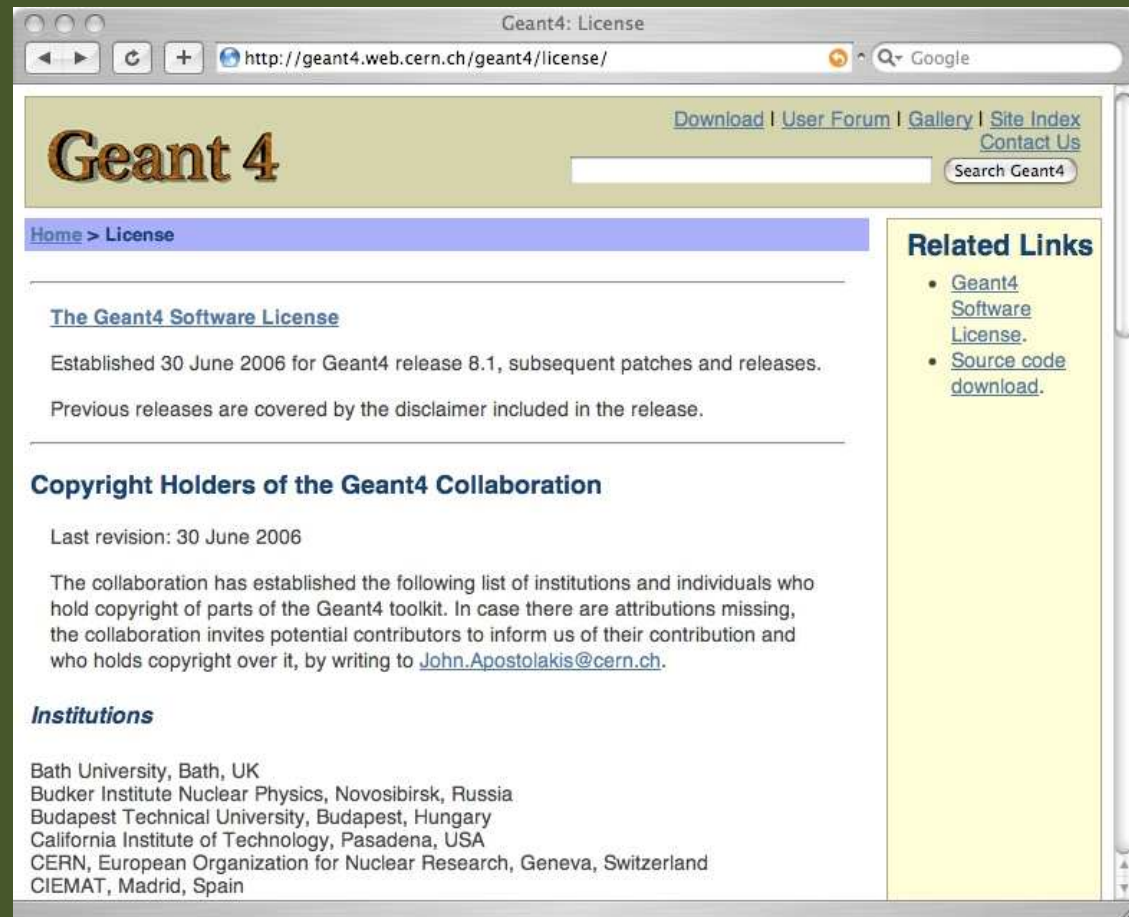 Geant4: License
http://geant4.web.cern.ch/geant4/license/
Google
Geant 4
Download | User Forum | Gallery | Site Index
Contact Us
Search Geant4
Home > License
The Geant4 Software License
Established 30 June 2006 for Geant4 release 8.1, subsequent patches and releases.
Previous releases are covered by the disclaimer included in the release.
Copyright Holders of the Geant4 Collaboration
Last revision: 30 June 2006
The collaboration has established the following list of institutions and individuals who
hold copyright of parts of the Geant4 toolkit. In case there are attributions missing,
the collaboration invites potential contributors to inform us of their contribution and
who holds copyright over it, by writing to John.Apostolakis@cern.ch.
Institutions
Bath University, Bath, UK
Budker Institute Nuclear Physics, Novosibirsk, Russia
Budapest Technical University, Budapest, Hungary
California Institute of Technology, Pasadena, USA
CERN, European Organization for Nuclear Research, Geneva, Switzerland
CIEMAT, Madrid, Spain
Related Links
Geant4
Software
License.
Source code
download.